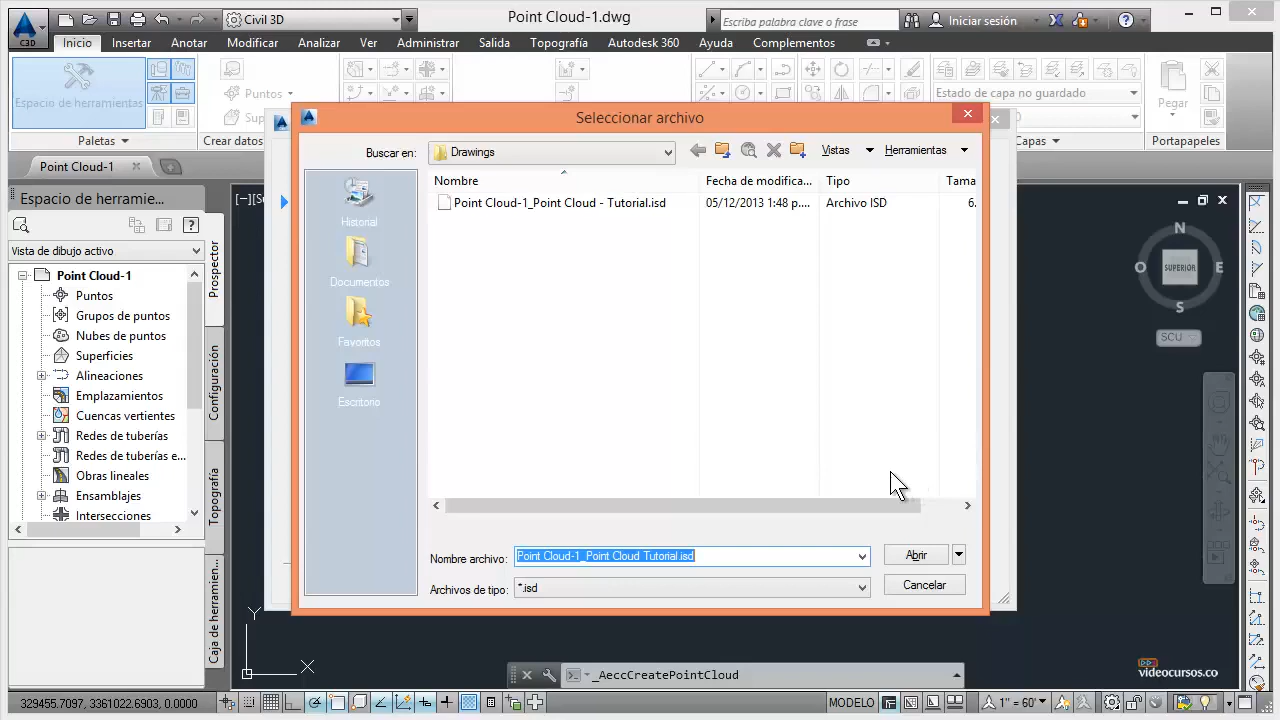 Civil 3D
Point Cloud-1.dwg
Escriba palabra clave o frase
Iniciar sesión
C3D
Inicio
Insertar
Anotar
Modificar
Analizar
Ver
Administrar
Salida
Topografía
Autodesk 360
Ayuda
Complementos
Espacio de herramientas
Puntos
Estado de capa no guardado
0
Pegar
Paletas
Crear datos
Capas
Portapapeles
Point Cloud-1
Seleccionar archivo
Buscar en:
Drawings
Vistas
Herramientas
Espacio de herramie...
Nombre
Fecha de modifica...
Tipo
Tama
Point Cloud-1_Point Cloud - Tutorial.isd
05/12/2013 1:48 p....
Archivo ISD
6.
Historial
Documentos
Favoritos
Escritorio
Vista de dibujo activo
Point Cloud-1
Puntos
Grupos de puntos
Nubes de puntos
Superficies
Alineaciones
Emplazamientos
Cuencas vertientes
Redes de tuberías
Redes de tuberías e...
Obras lineales
Ensamblajes
Intersecciones
Prospector
Configuración
Topografía
Caja de herramien...
N
O
SUPERIOR
E
S
SCU
Nombre archivo:
Point Cloud-1_Point Cloud Tutorial.isd
Abrir
Archivos de tipo:
*.isd
Cancelar
Y
X
_AeccCreatePointCloud
videocursos.co
MODELO
1" = 60'